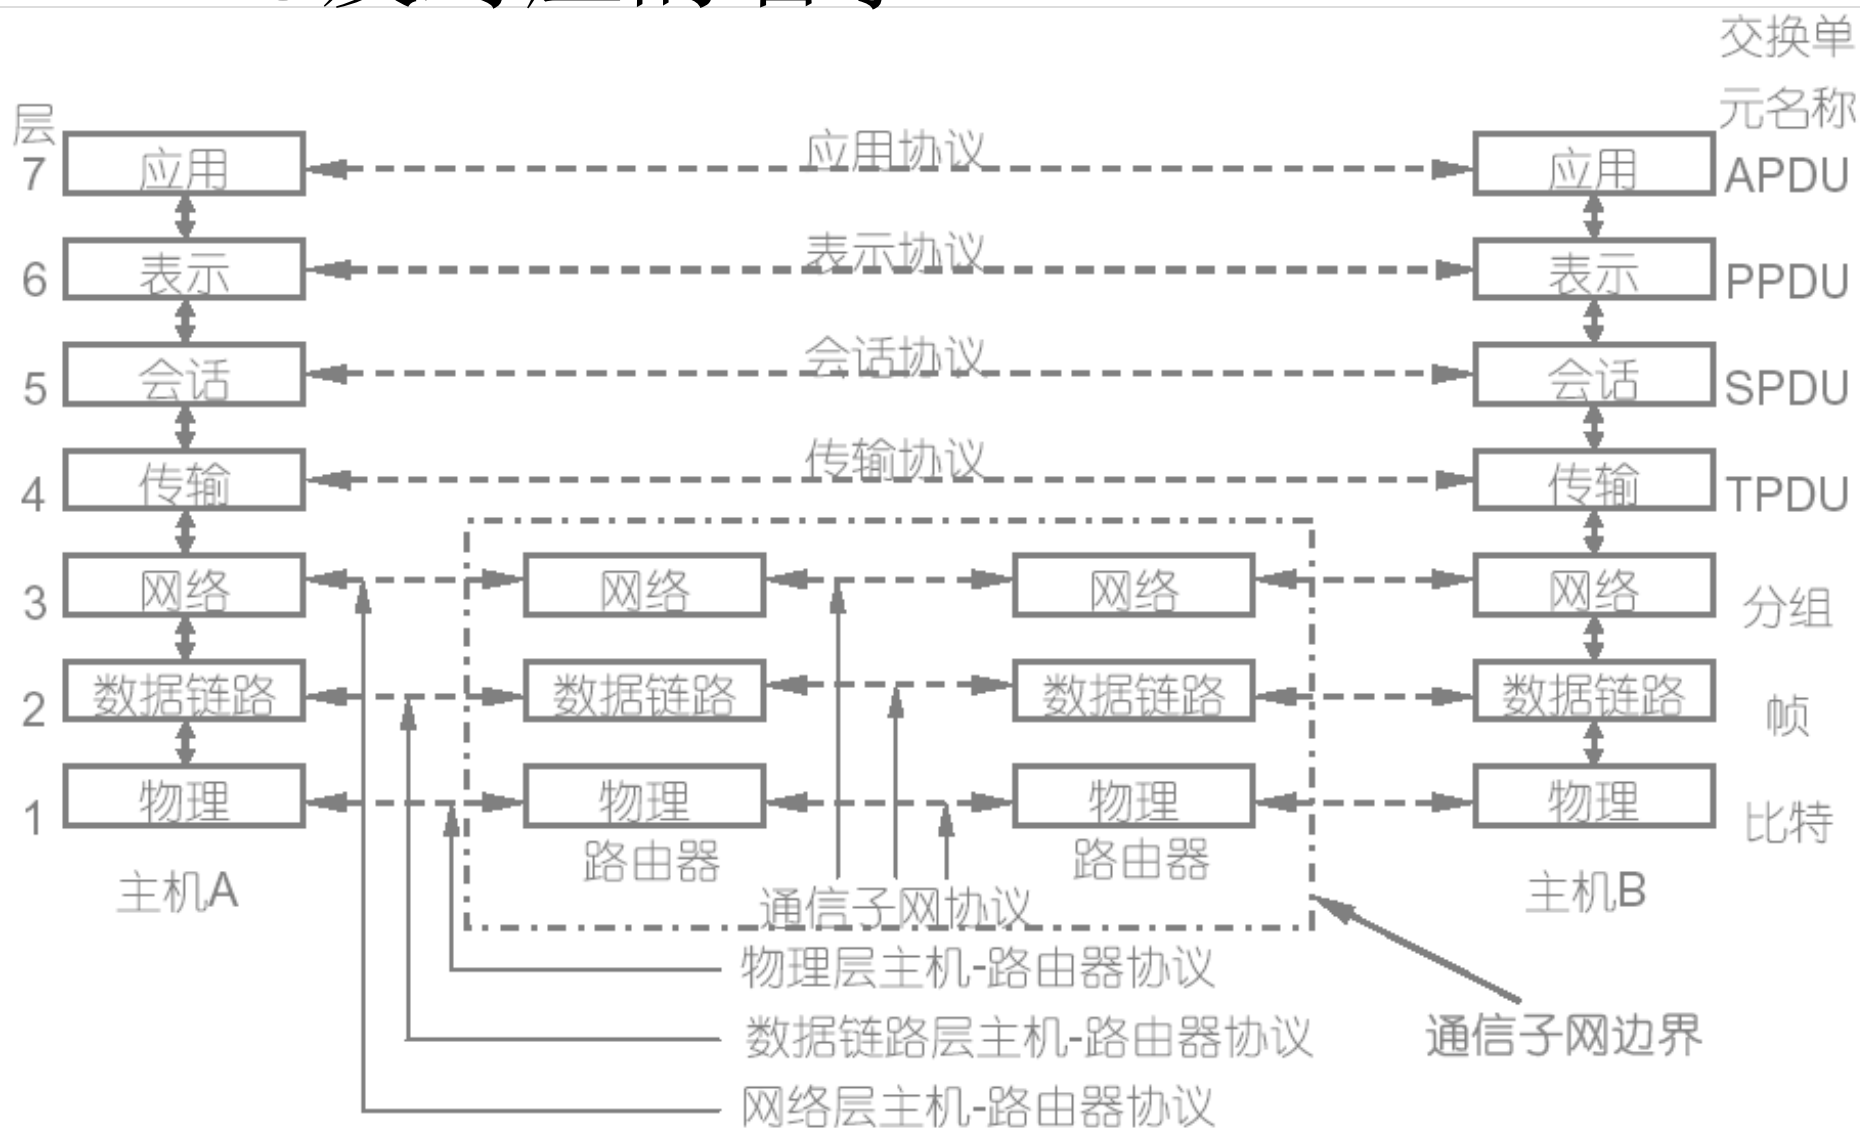 交换单
元名称
层
7 应用 应用协议 应用 APDU
6 表示 表示协议 表示 PPDU
5 会话 会话协议 会话 SPDU
4 传输 传输协议 传输 TPDU
3 网络 网络 网络 网络 分组
2 数据链路 数据链路 数据链路 数据链路 帧
1 物理 物理 物理 物理 比特
路由器 路由器
主机A 通信子网协议 主机B
物理层主机-路由器协议
数据链路层主机-路由器协议 通信子网边界
网络层主机-路由器协议